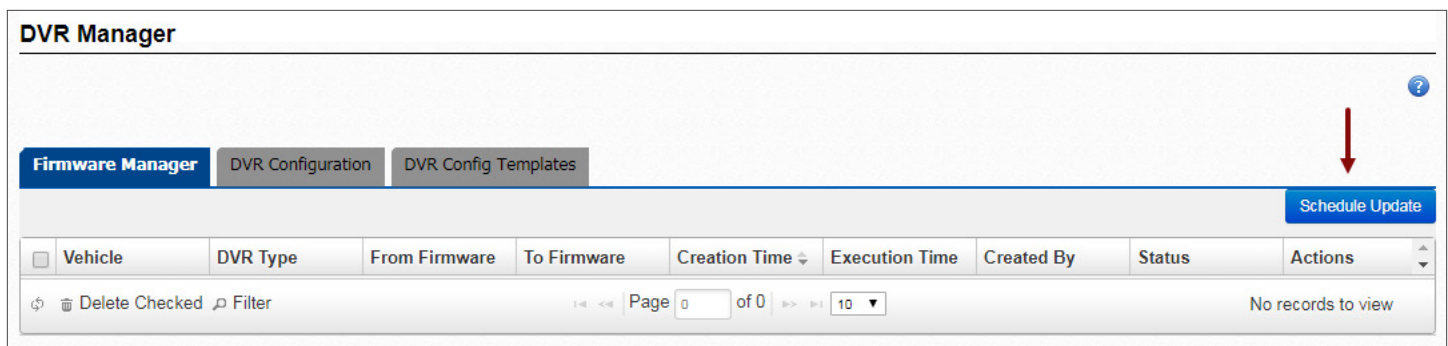 DVR Manager
?
Firmware Manager DVR Configuration DVR Config Templates
Schedule Update
Vehicle DVR Type From Firmware To Firmware Creation Time Execution Time Created By Status Actions
Delete Checked Filter Page 0 of 0 10 No records to view